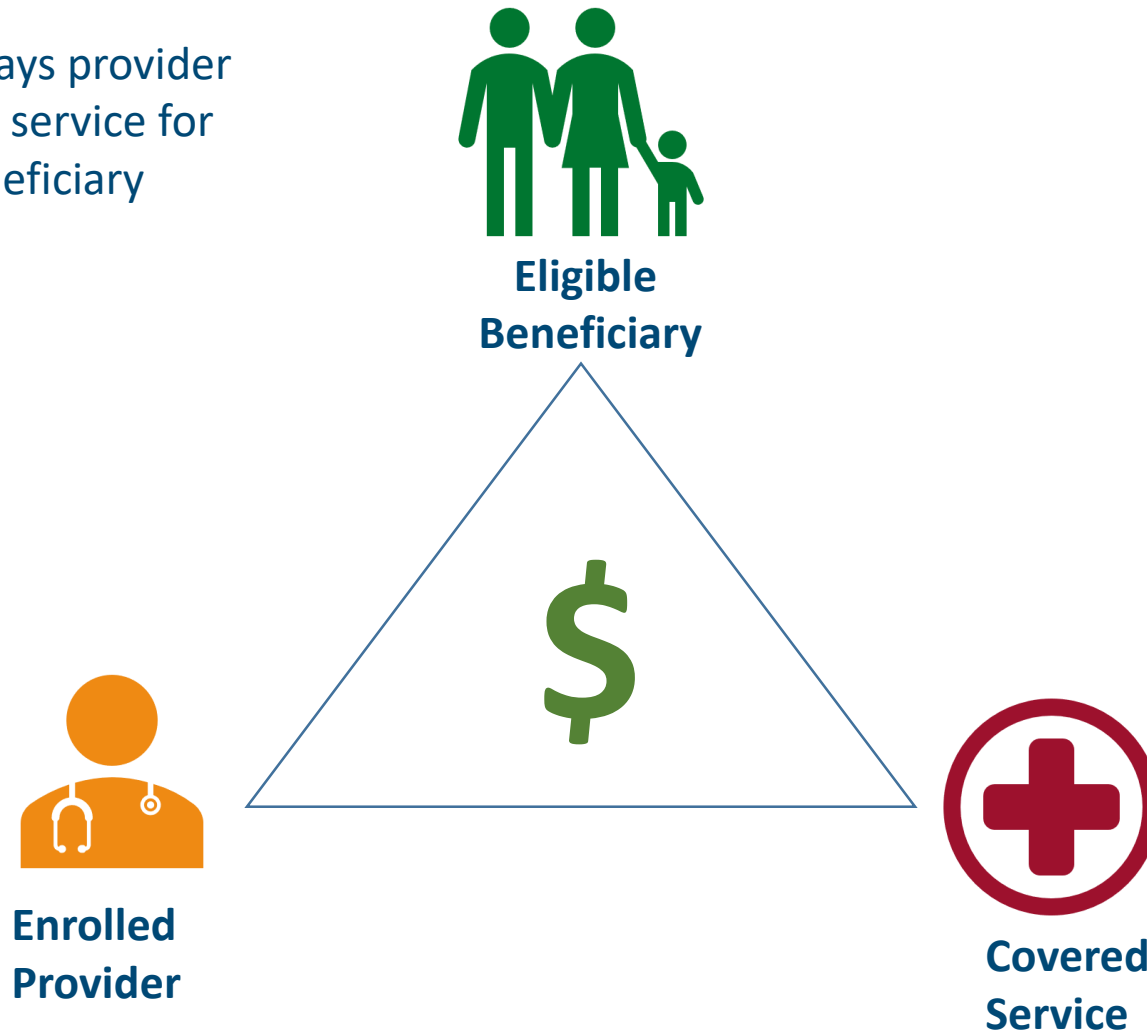 ays provider
service for
eficiary
Eligible
Beneficiary
$
Enrolled
Provider
Covered
Service